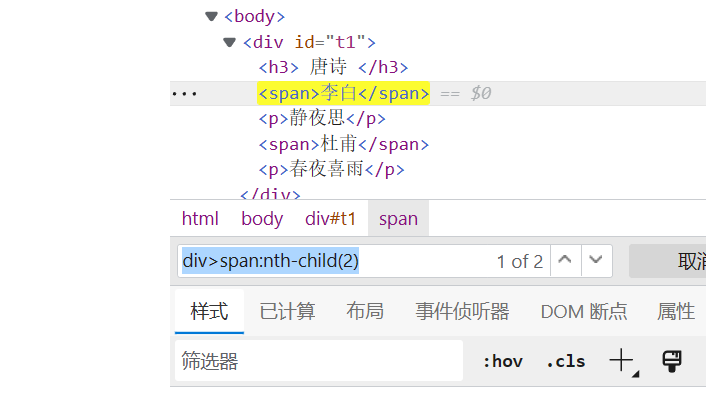 <body>
<div id="t1">
<h3> 唐诗 </h3>
... <span>李白</span> == $0
<p>静夜思</p>
<span>杜甫</span>
<p>春夜喜雨</p>
</div>
html body div#t1 span
div>span:nth-child(2) 1 of 2 取消
样式 已计算 布局 事件侦听器 DOM 断点 属性
筛选器 :hov .cls